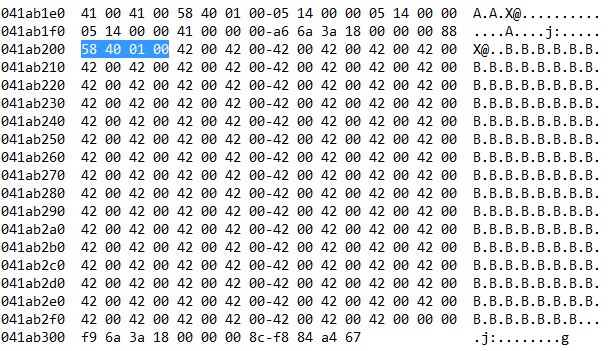 041ab1e0 41 00 41 00 58 40 01 00-05 14 00 00 05 14 00 00 A.A.X@..........
041ab1f0 05 14 00 00 41 00 00 00-a6 6a 3a 18 00 00 00 88 ....A....j:.....
041ab200 58 40 01 00 42 00 42 00-42 00 42 00 42 00 42 00 X@..B.B.B.B.B.B.
041ab210 42 00 42 00 42 00 42 00-42 00 42 00 42 00 42 00 B.B.B.B.B.B.B.B.
041ab220 42 00 42 00 42 00 42 00-42 00 42 00 42 00 42 00 B.B.B.B.B.B.B.B.
041ab230 42 00 42 00 42 00 42 00-42 00 42 00 42 00 42 00 B.B.B.B.B.B.B.B.
041ab240 42 00 42 00 42 00 42 00-42 00 42 00 42 00 42 00 B.B.B.B.B.B.B.B.
041ab250 42 00 42 00 42 00 42 00-42 00 42 00 42 00 42 00 B.B.B.B.B.B.B.B.
041ab260 42 00 42 00 42 00 42 00-42 00 42 00 42 00 42 00 B.B.B.B.B.B.B.B.
041ab270 42 00 42 00 42 00 42 00-42 00 42 00 42 00 42 00 B.B.B.B.B.B.B.B.
041ab280 42 00 42 00 42 00 42 00-42 00 42 00 42 00 42 00 B.B.B.B.B.B.B.B.
041ab290 42 00 42 00 42 00 42 00-42 00 42 00 42 00 42 00 B.B.B.B.B.B.B.B.
041ab2a0 42 00 42 00 42 00 42 00-42 00 42 00 42 00 42 00 B.B.B.B.B.B.B.B.
041ab2b0 42 00 42 00 42 00 42 00-42 00 42 00 42 00 42 00 B.B.B.B.B.B.B.B.
041ab2c0 42 00 42 00 42 00 42 00-42 00 42 00 42 00 42 00 B.B.B.B.B.B.B.B.
041ab2d0 42 00 42 00 42 00 42 00-42 00 42 00 42 00 42 00 B.B.B.B.B.B.B.B.
041ab2e0 42 00 42 00 42 00 42 00-42 00 42 00 42 00 42 00 B.B.B.B.B.B.B.B.
041ab2f0 42 00 42 00 42 00 42 00-42 00 42 00 42 00 00 00 B.B.B.B.B.B.B...
041ab300 f9 6a 3a 18 00 00 00 8c-f8 84 a4 67 .j:........g